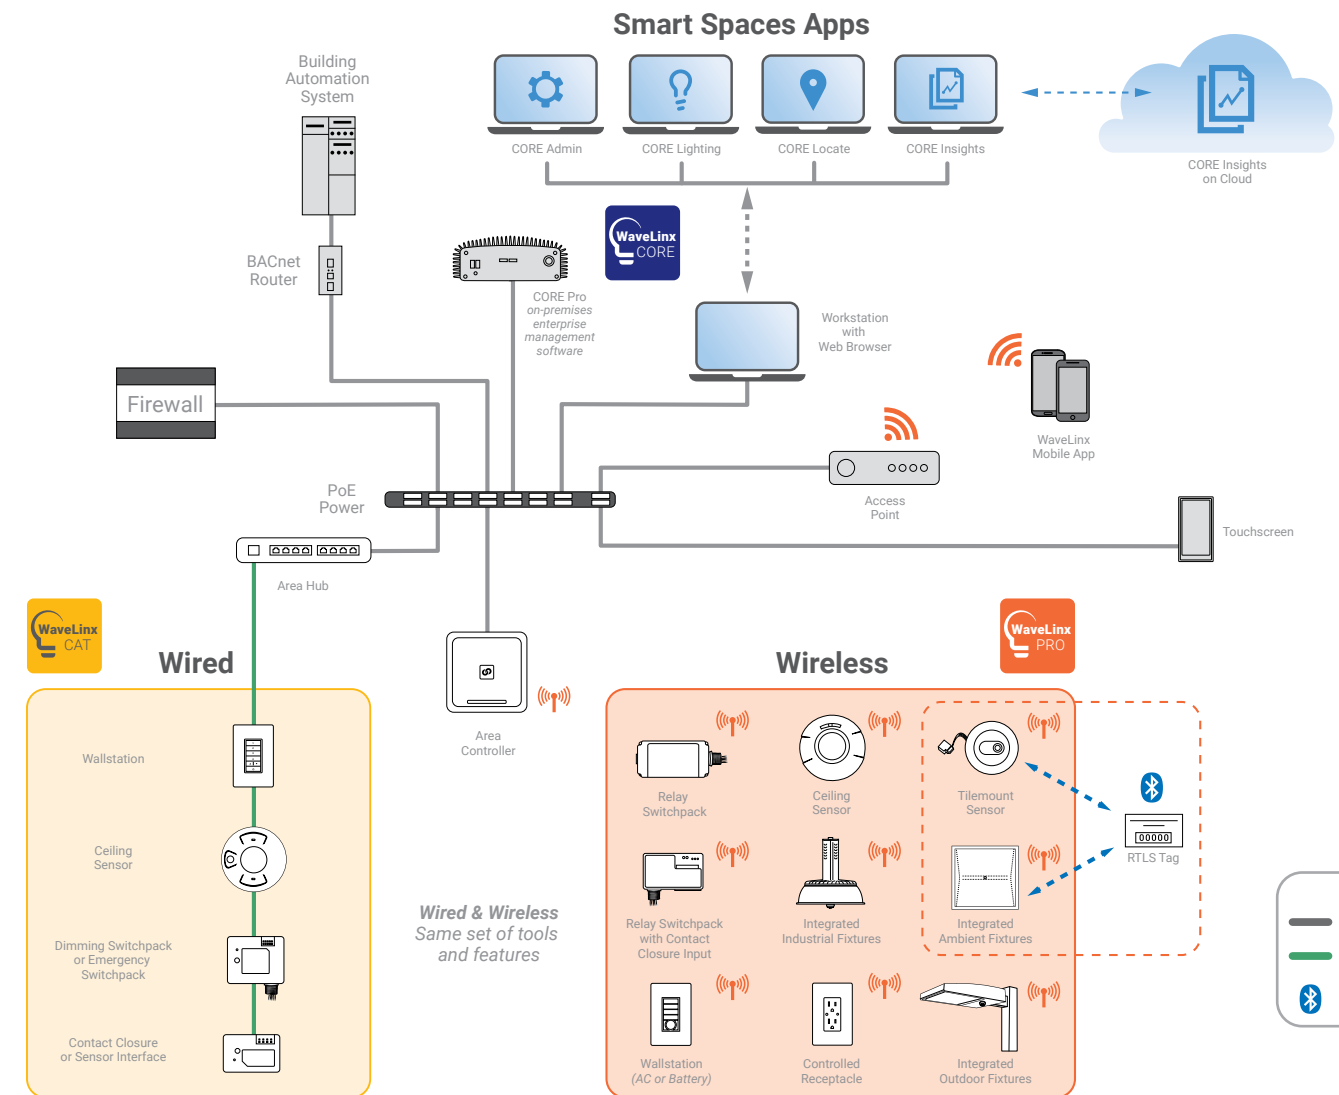 Smart Spaces Apps
Building
Automation
System
CORE Admin
CORE Lighting
CORE Locate
CORE Insights
CORE Insights
on Cloud
WaveLinx
CORE
BACnet
Router
CORE Pro
on-premises
enterprise
management
software
Workstation
with
Web Browser
Firewall
WaveLinx
Mobile App
PoE
Power
Access
Point
Touchscreen
Area Hub
WaveLinx
CAT
Wired
Area
Controller
Wireless
WaveLinx
PRO
Wallstation
Ceiling
Sensor
Dimming Switchpack
or Emergency
Switchpack
Contact Closure
or Sensor Interface
Wired & Wireless
Same set of tools
and features
Relay
Switchpack
Ceiling
Sensor
Tilemount
Sensor
00000
RTLS Tag
Relay Switchpack
with Contact
Closure Input
Integrated
Industrial Fixtures
Integrated
Ambient Fixtures
Wallstation
(AC or Battery)
Controlled
Receptacle
Integrated
Outdoor Fixtures